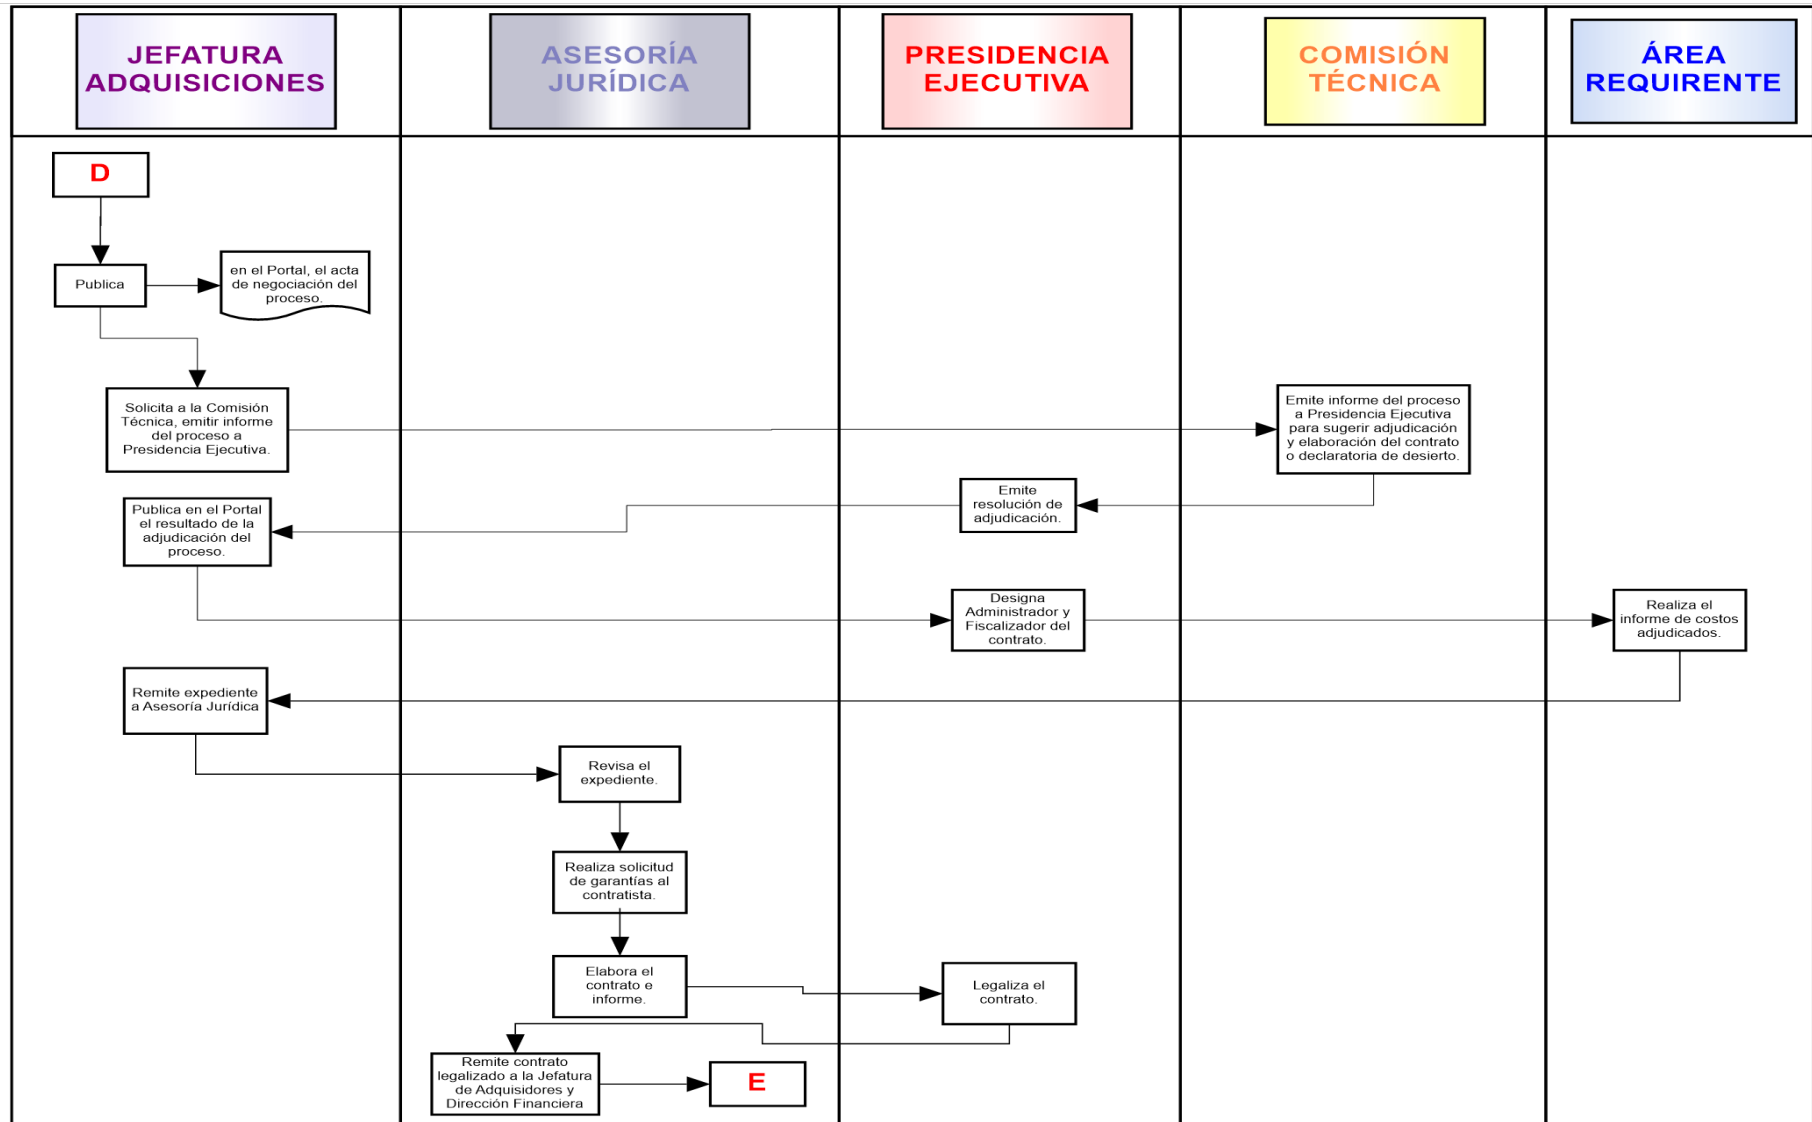 JEFATURA
ADQUISICIONES
ASESORÍA
JURÍDICA
PRESIDENCIA
EJECUTIVA
COMISIÓN
TÉCNICA
ÁREA
REQUIRENTE
D
Publica
en el Portal, el acta
de negociación del
proceso.
Solicita a la Comisión
Técnica, emitir informe
del proceso a
Presidencia Ejecutiva.
Emite informe del proceso
a Presidencia Ejecutiva
para sugerir adjudicación
y elaboración del contrato
o declaratoria de desierto.
Emite
resolución de
adjudicación.
Publica en el Portal
el resultado de la
adjudicación del
proceso.
Designa
Administrador y
Fiscalizador del
contrato.
Realiza el
informe de costos
adjudicados.
Remite expediente
a Asesoría Jurídica
Revisa el
expediente.
Realiza solicitud
de garantías al
contratista.
Elabora el
contrato e
informe.
Legaliza el
contrato.
Remite contrato
legalizado a la Jefatura
de Adquisidores y
Dirección Financiera
E